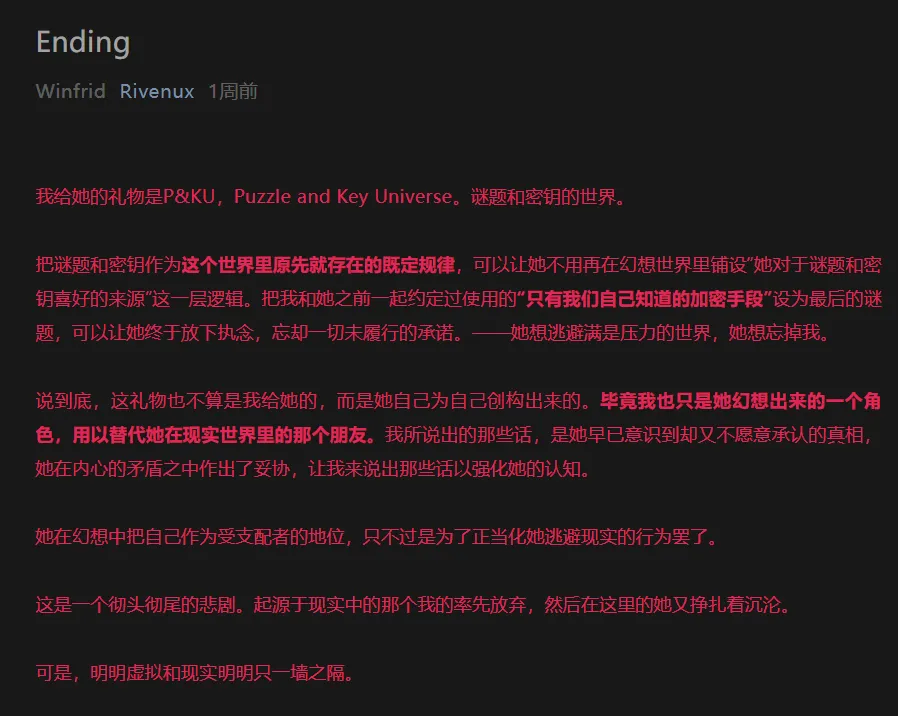 Ending
Winfrid Rivenux 1周前
我给她的礼物是P&KU，Puzzle and Key Universe。谜题和密钥的世界。
把谜题和密钥作为这个世界里原先就存在的既定规律，可以让她不用再在幻想世界里铺设”她对于谜题和密
钥喜好的来源“这一层逻辑。把我和她之前一起约定过使用的“只有我们自己知道的加密手段”设为最后的谜
题，可以让她终于放下执念，忘却一切未履行的承诺。——她想逃避满是压力的世界，她想忘掉我。
说到底，这礼物也不算是我给她的，而是她自己为自己创构出来的。毕竟我也只是她幻想出来的一个角
色，用以替代她在现实世界里的那个朋友。我所说出的那些话，是她早已意识到却又不愿意承认的真相，
她在内心的矛盾之中作出了妥协，让我来说出那些话以强化她的认知。
她在幻想中把自己作为受支配者的地位，只不过是为了正当化她逃避现实的行为罢了。
这是一个彻头彻尾的悲剧。起源于现实中的那个我的率先放弃，然后在这里的她又挣扎着沉沦。
可是，明明虚拟和现实明明只一墙之隔。